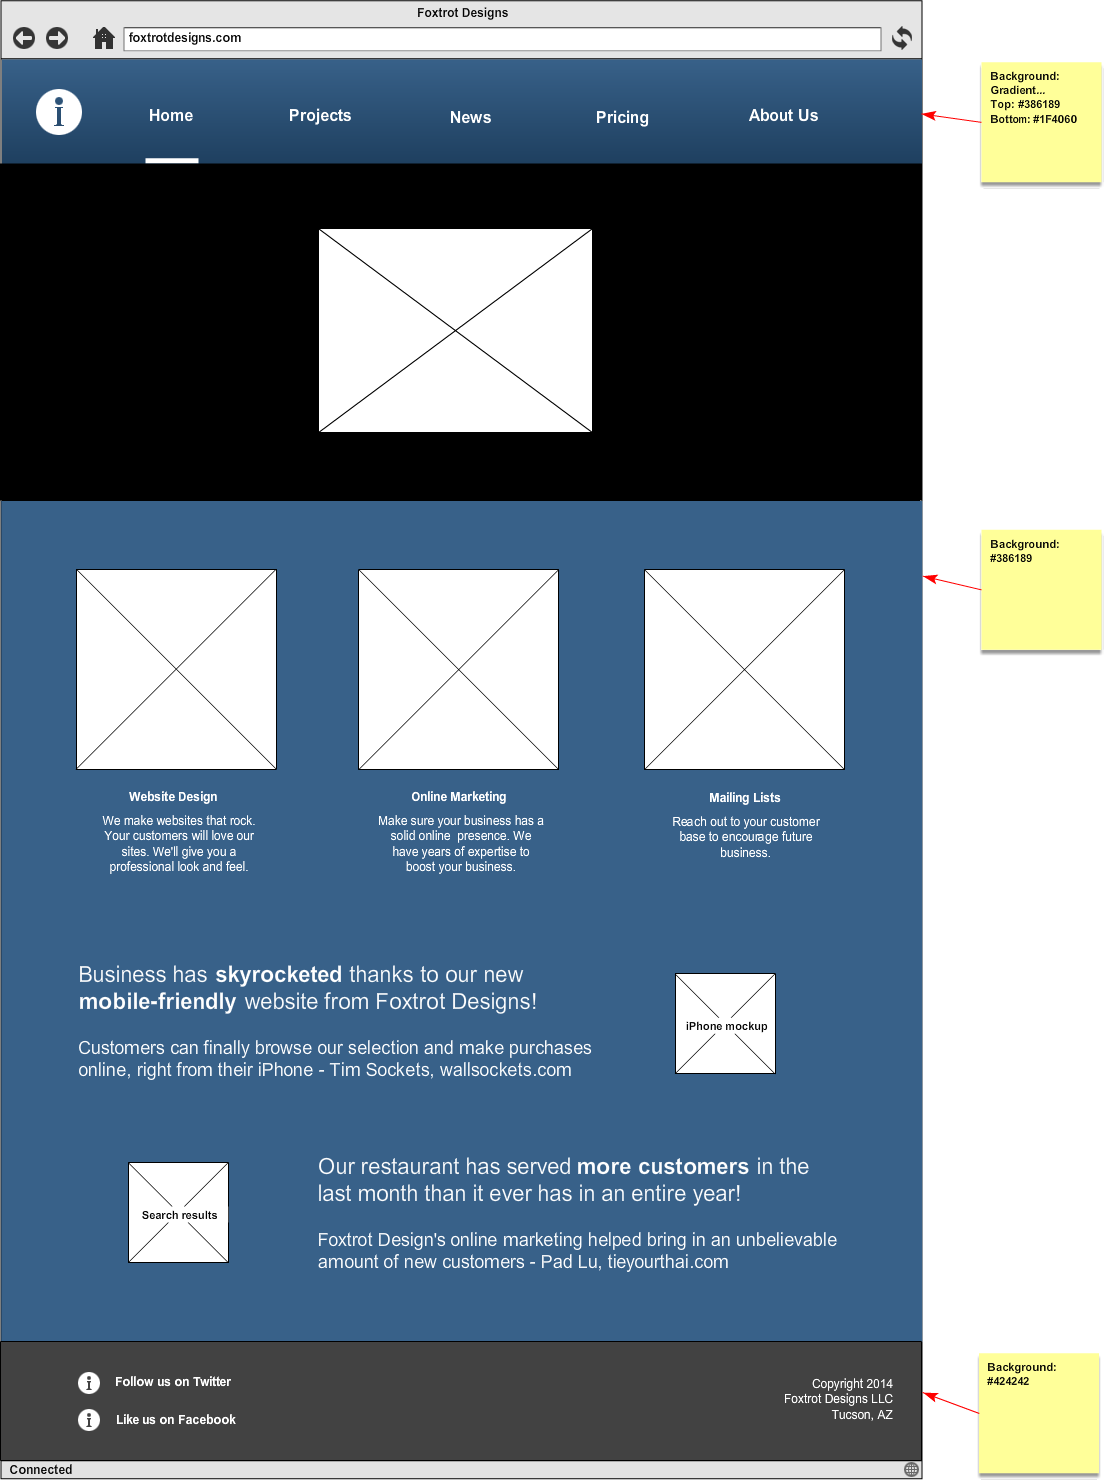 Foxtrot Designs
foxtrotdesigns.com
Home
Projects
News
Pricing
About Us
Background:
Gradient...
Top: #386189
Bottom: #1F4060
Background:
#386189
Website Design
We make websites that rock.
Your customers will love our
sites. We'll give you a
professional look and feel.
Online Marketing
Make sure your business has a
solid online  presence. We
have years of expertise to
boost your business.
Mailing Lists
Reach out to your customer
base to encourage future
business.
Business has skyrocketed thanks to our new
mobile-friendly website from Foxtrot Designs!
Customers can finally browse our selection and make purchases
online, right from their iPhone - Tim Sockets, wallsockets.com
iPhone mockup
Search results
Our restaurant has served more customers in the
last month than it ever has in an entire year!
Foxtrot Design's online marketing helped bring in an unbelievable
amount of new customers - Pad Lu, tieyourthai.com
Follow us on Twitter
Like us on Facebook
Copyright 2014
Foxtrot Designs LLC
Tucson, AZ
Background:
#424242
Connected